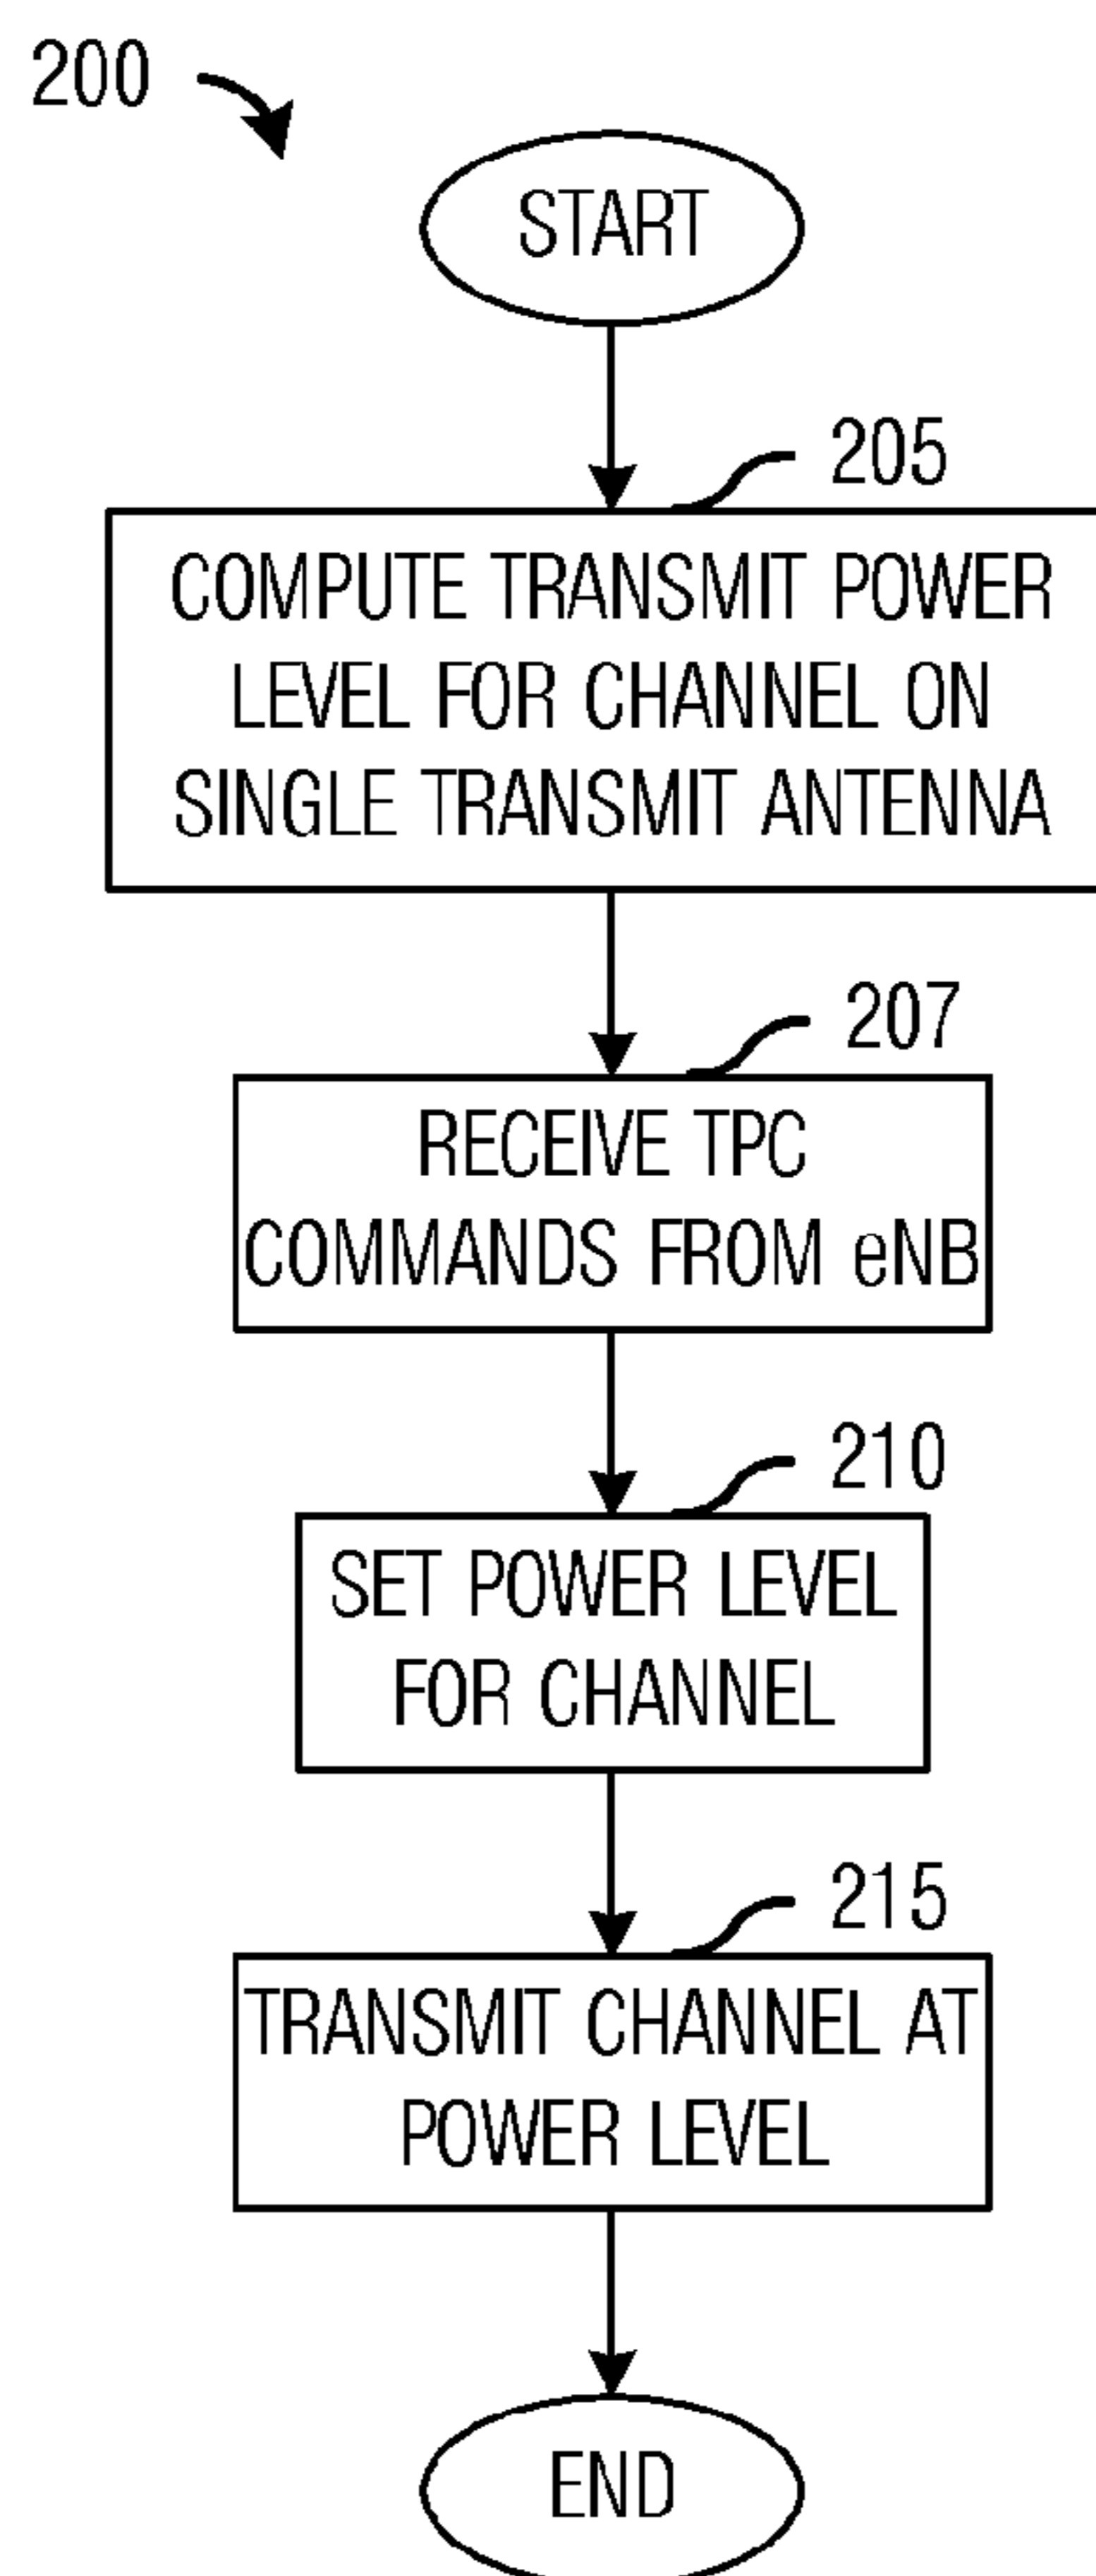 200
START
205
COMPUTE TRANSMIT POWER
LEVEL FOR CHANNEL ON
SINGLE TRANSMIT ANTENNA
207
RECEIVE TPC
COMMANDS FROM eNB
210
SET POWER LEVEL
FOR CHANNEL
215
TRANSMIT CHANNEL AT
POWER LEVEL
END